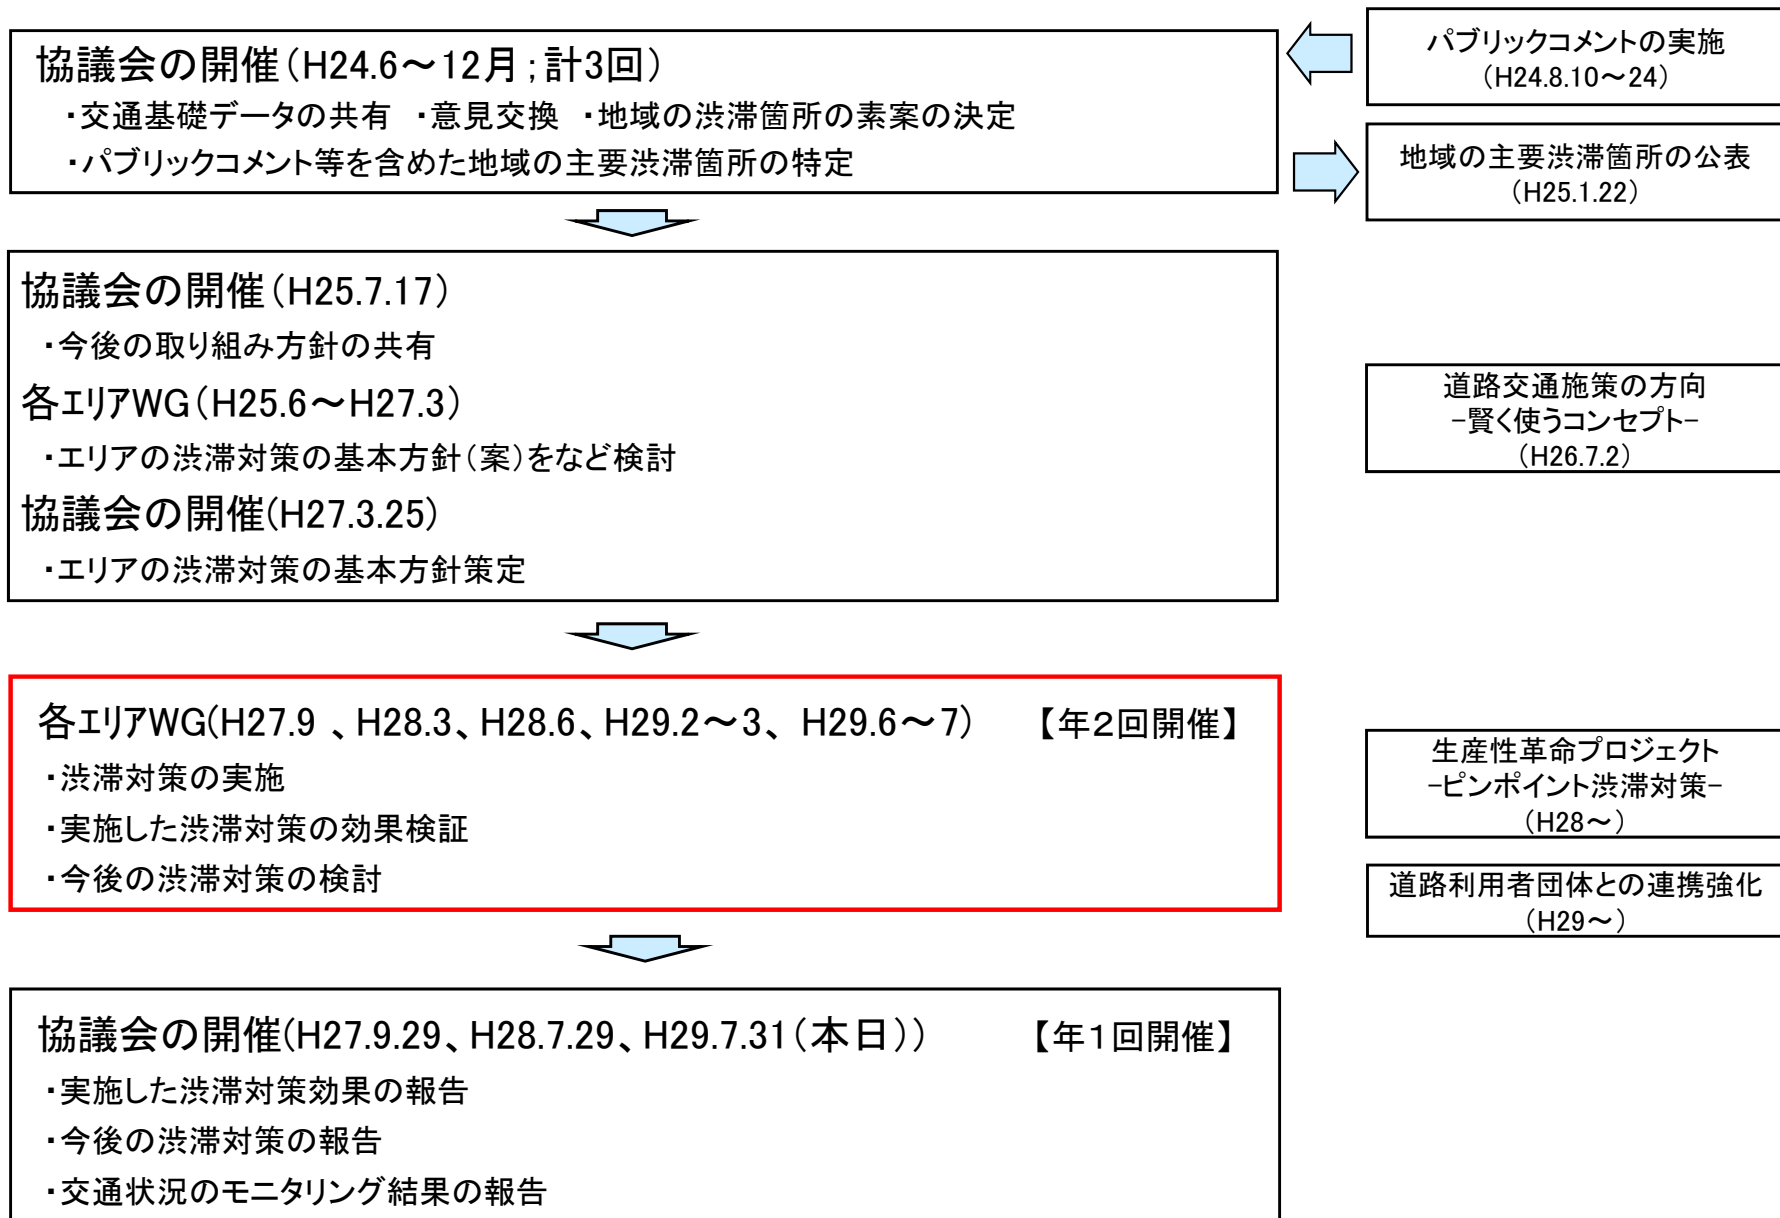 協議会の開催（H24.6～12月；計3回）
・交通基礎データの共有　・意見交換　・地域の渋滞箇所の素案の決定
・パブリックコメント等を含めた地域の主要渋滞箇所の特定
パブリックコメントの実施
（H24.8.10～24）
地域の主要渋滞箇所の公表
（H25.1.22）
協議会の開催（H25.7.17）
・今後の取り組み方針の共有
各エリアWG（H25.6～H27.3）
・エリアの渋滞対策の基本方針（案）をなど検討
協議会の開催(H27.3.25)
・エリアの渋滞対策の基本方針策定
道路交通施策の方向
−賢く使うコンセプト−
（H26.7.2）
各エリアWG(H27.9 、H28.3、H28.6、H29.2～3、H29.6～7)　【年２回開催】
・渋滞対策の実施
・実施した渋滞対策の効果検証
・今後の渋滞対策の検討
生産性革命プロジェクト
−ピンポイント渋滞対策−
（H28～）
道路利用者団体との連携強化
（H29～）
協議会の開催(H27.9.29、H28.7.29、H29.7.31（本日））　【年１回開催】
・実施した渋滞対策効果の報告
・今後の渋滞対策の報告
・交通状況のモニタリング結果の報告